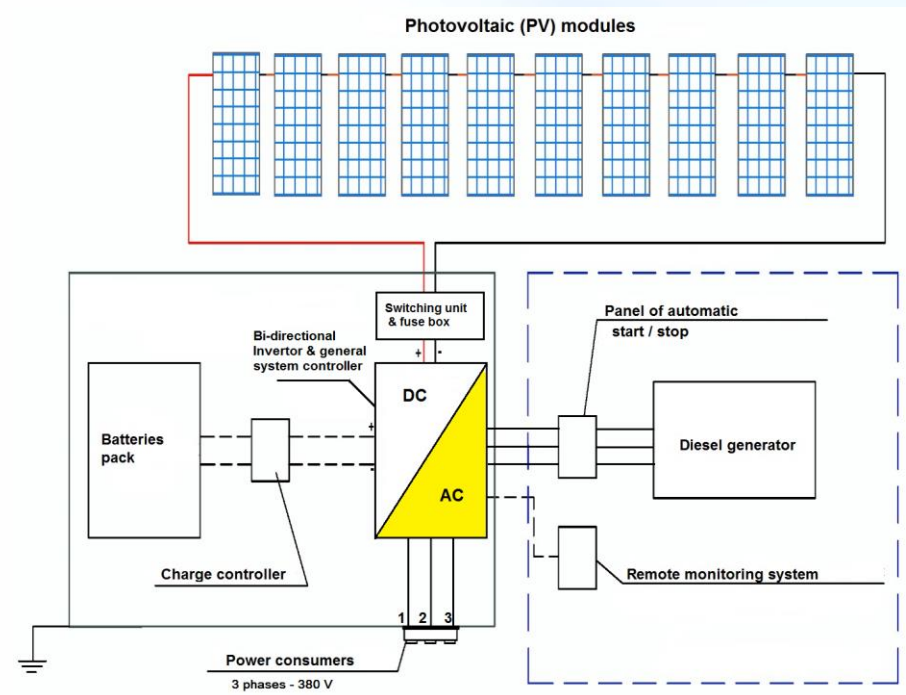 Photovoltaic (PV) modules
Switching unit
& fuse box
Panel of automatic
start / stop
Bi-directional
Invertor & general
system controller
+ -
DC
+
Batteries
pack
Diesel generator
-
AC
Charge controller
Remote monitoring system
1 2 3
Power consumers
3 phases - 380 V